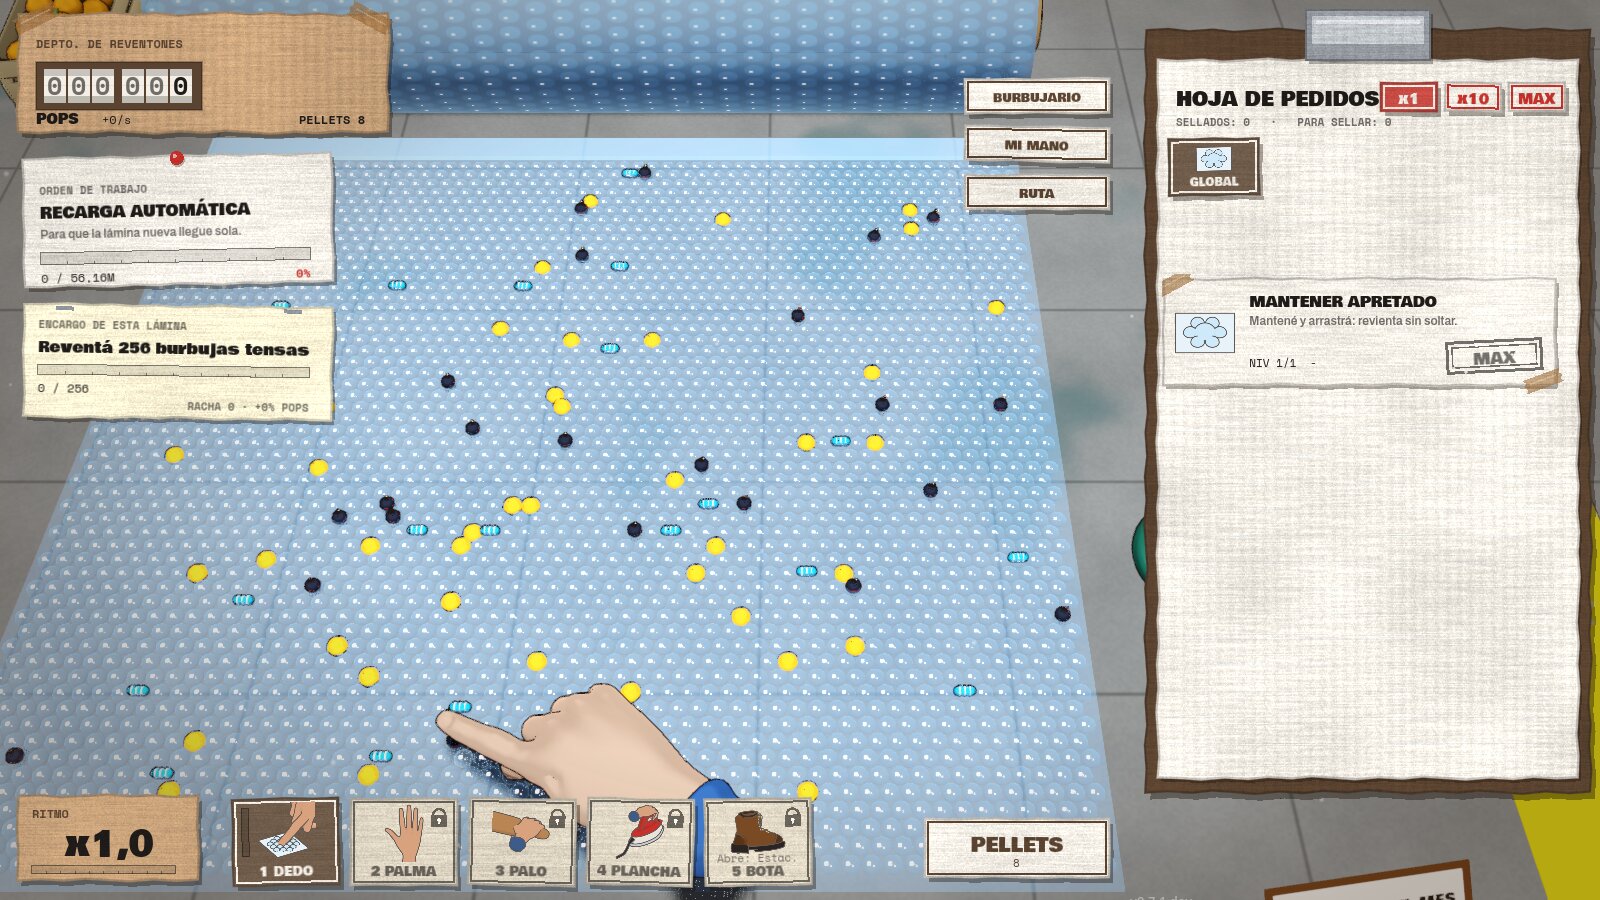 DEPTO. DE REVENTONES
000 000
POPS +0/s PELLETS 8
ORDEN DE TRABAJO
RECARGA AUTOMÁTICA
Para que la lámina nueva llegue sola.
0 / 56.16M 0%
ENCARGO DE ESTA LÁMINA
Reventá 256 burbujas tensas
0 / 256
RACHA 0 - +0% POPS
BURBUJARIO
MI MANO
RUTA
HOJA DE PEDIDOS x1 x10 MAX
SELLADOS: 0 · PARA SELLAR: 0
GLOBAL
MANTENER APRETADO
Mantené y arrastrá: revienta sin soltar.
NIV 1/1 -
MAX
RITMO
x1,0
1 DEDO
2 PALMA
3 PALO
4 PLANCHA
Abre: Estac.
5 BOTA
PELLETS
8